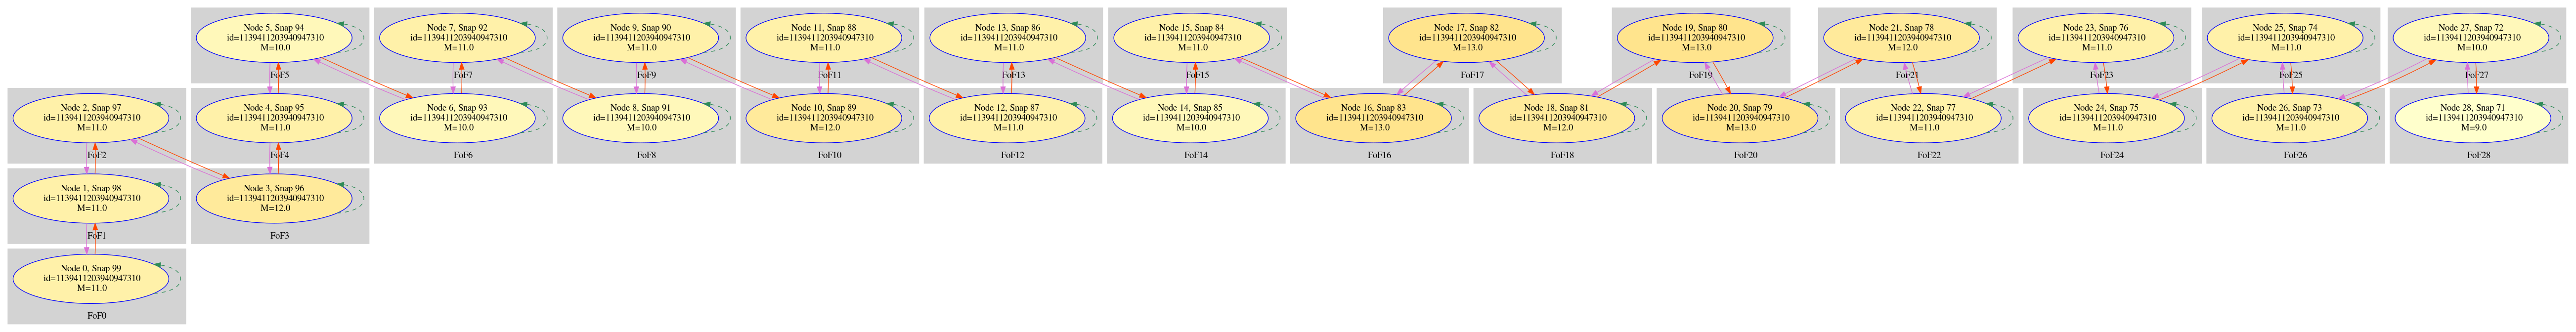 Node 5, Snap 94
id=1139411203940947310
M=10.0
FoF5
Node 7, Snap 92
id=1139411203940947310
M=11.0
FoF7
Node 9, Snap 90
id=1139411203940947310
M=11.0
FoF9
Node 11, Snap 88
id=1139411203940947310
M=11.0
FoF11
Node 13, Snap 86
id=1139411203940947310
M=11.0
FoF13
Node 15, Snap 84
id=1139411203940947310
M=11.0
FoF15
Node 17, Snap 82
id=1139411203940947310
M=13.0
FoF17
Node 19, Snap 80
id=1139411203940947310
M=13.0
FoF19
Node 21, Snap 78
id=1139411203940947310
M=12.0
FoF21
Node 23, Snap 76
id=1139411203940947310
M=11.0
FoF23
Node 25, Snap 74
id=1139411203940947310
M=11.0
FoF25
Node 27, Snap 72
id=1139411203940947310
M=10.0
FoF27
Node 2, Snap 97
id=1139411203940947310
M=11.0
FoF2
Node 4, Snap 95
id=1139411203940947310
M=11.0
FoF4
Node 6, Snap 93
id=1139411203940947310
M=10.0
FoF6
Node 8, Snap 91
id=1139411203940947310
M=10.0
FoF8
Node 10, Snap 89
id=1139411203940947310
M=12.0
FoF10
Node 12, Snap 87
id=1139411203940947310
M=11.0
FoF12
Node 14, Snap 85
id=1139411203940947310
M=10.0
FoF14
Node 16, Snap 83
id=1139411203940947310
M=13.0
FoF16
Node 18, Snap 81
id=1139411203940947310
M=12.0
FoF18
Node 20, Snap 79
id=1139411203940947310
M=13.0
FoF20
Node 22, Snap 77
id=1139411203940947310
M=11.0
FoF22
Node 24, Snap 75
id=1139411203940947310
M=11.0
FoF24
Node 26, Snap 73
id=1139411203940947310
M=11.0
FoF26
Node 28, Snap 71
id=1139411203940947310
M=9.0
FoF28
Node 1, Snap 98
id=1139411203940947310
M=11.0
FoF1
Node 3, Snap 96
id=1139411203940947310
M=12.0
FoF3
Node 0, Snap 99
id=1139411203940947310
M=11.0
FoF0